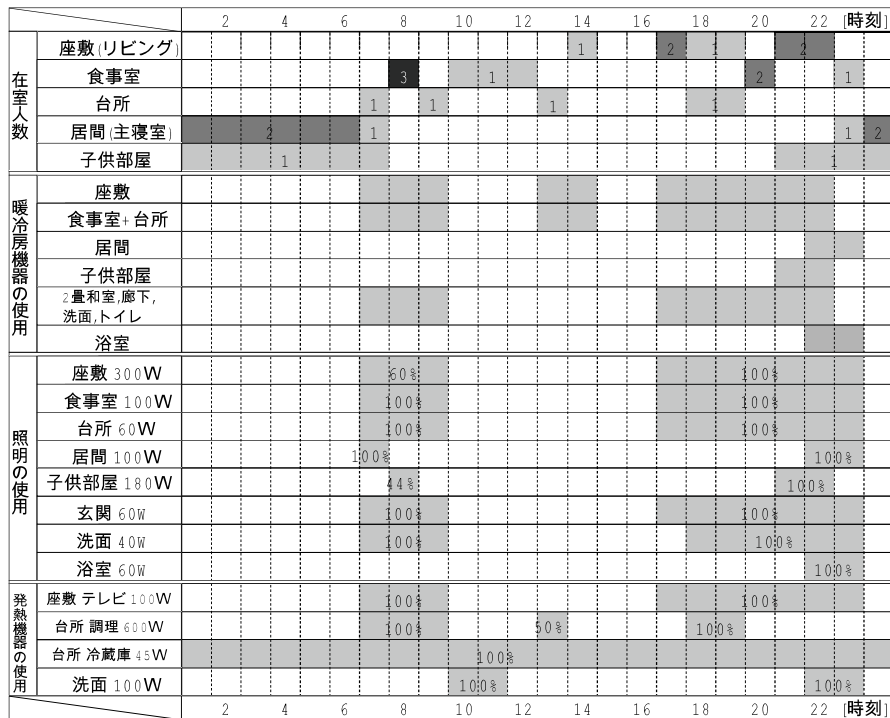 2 4 6 8 10 12 14 16 18 20 22 [時刻]
在室人数
座敷(リビング) 1 2 1 2
食事室 3 1 2 1
台所 1 1 1 1
居間(主寝室) 2 1 1 2
子供部屋 1 1
暖冷房機器の使用
座敷
食事室+台所
居間
子供部屋
2畳和室,廊下,
洗面,トイレ
浴室
照明の使用
座敷 300W 60% 100%
食事室 100W 100% 100%
台所 60W 100% 100%
居間 100W 100% 100%
子供部屋 180W 44% 100%
玄関 60W 100% 100%
洗面 40W 100% 100%
浴室 60W 100%
発熱機器の使用
座敷 テレビ 100W 100% 100%
台所 調理 600W 100% 50% 100%
台所 冷蔵庫 45W 100%
洗面 100W 100% 100%
2 4 6 8 10 12 14 16 18 20 22 [時刻]